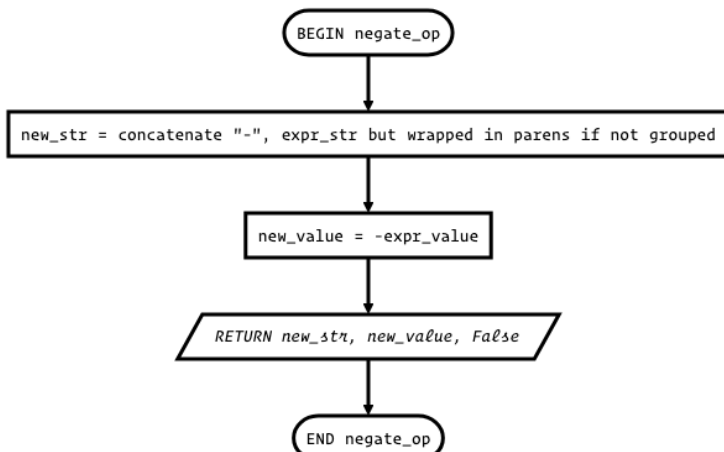 BEGIN negate_op
new_str = concatenate "-", expr_str but wrapped in parens if not grouped
new_value = -expr_value
RETURN new_str, new_value, False
END negate_op